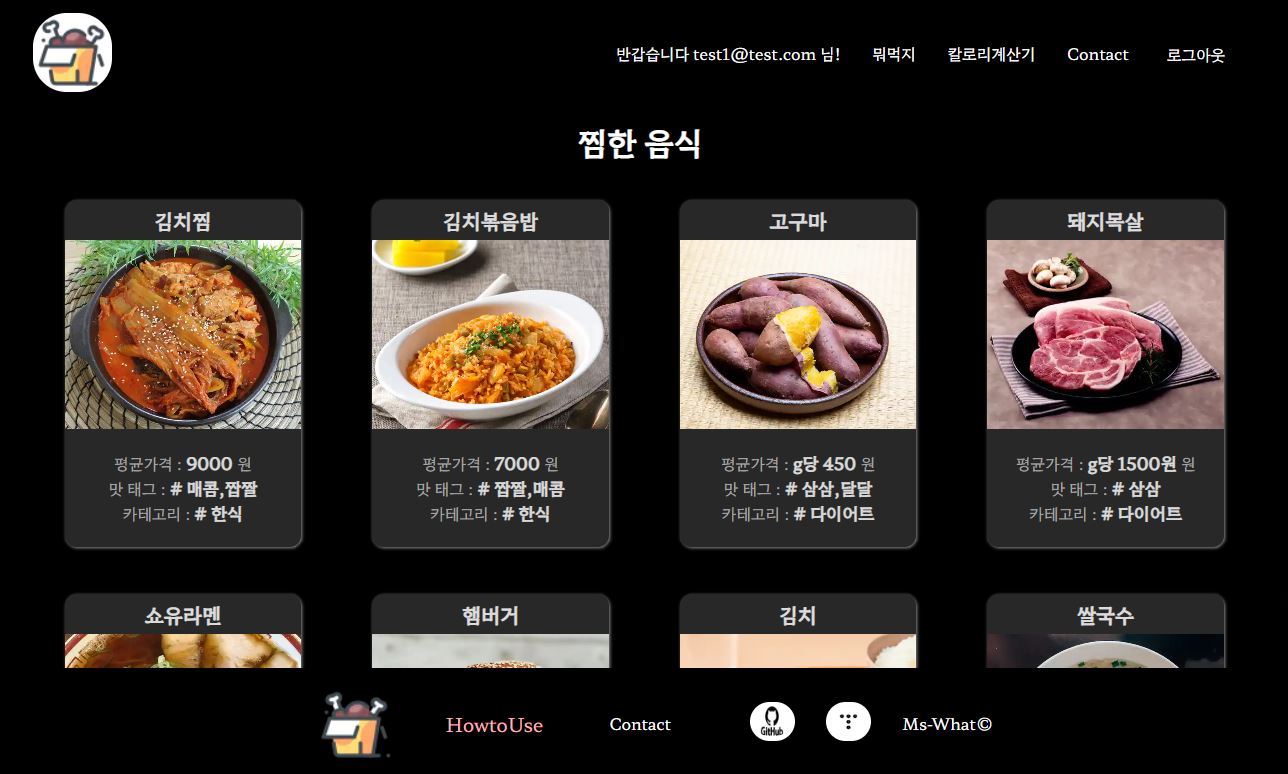 반갑습니다 test1@test.com 님! 뭐먹지 칼로리계산기 Contact 로그아웃
찜한 음식
김치찜 김치볶음밥 고구마 돼지목살
평균가격 : 9000 원 평균가격 : 7000 원 평균가격 : g당 450 원 평균가격 : g당 1500원 원
맛 태그 : # 매콤,짭짤 맛 태그 : # 짭짤,매콤 맛 태그 : # 삼삼,달달 맛 태그 : # 삼삼
카테고리 : # 한식 카테고리 : # 한식 카테고리 : # 다이어트 카테고리 : # 다이어트
쇼유라멘 햄버거 김치 쌀국수
HowtoUse Contact GitHub Ms-What©